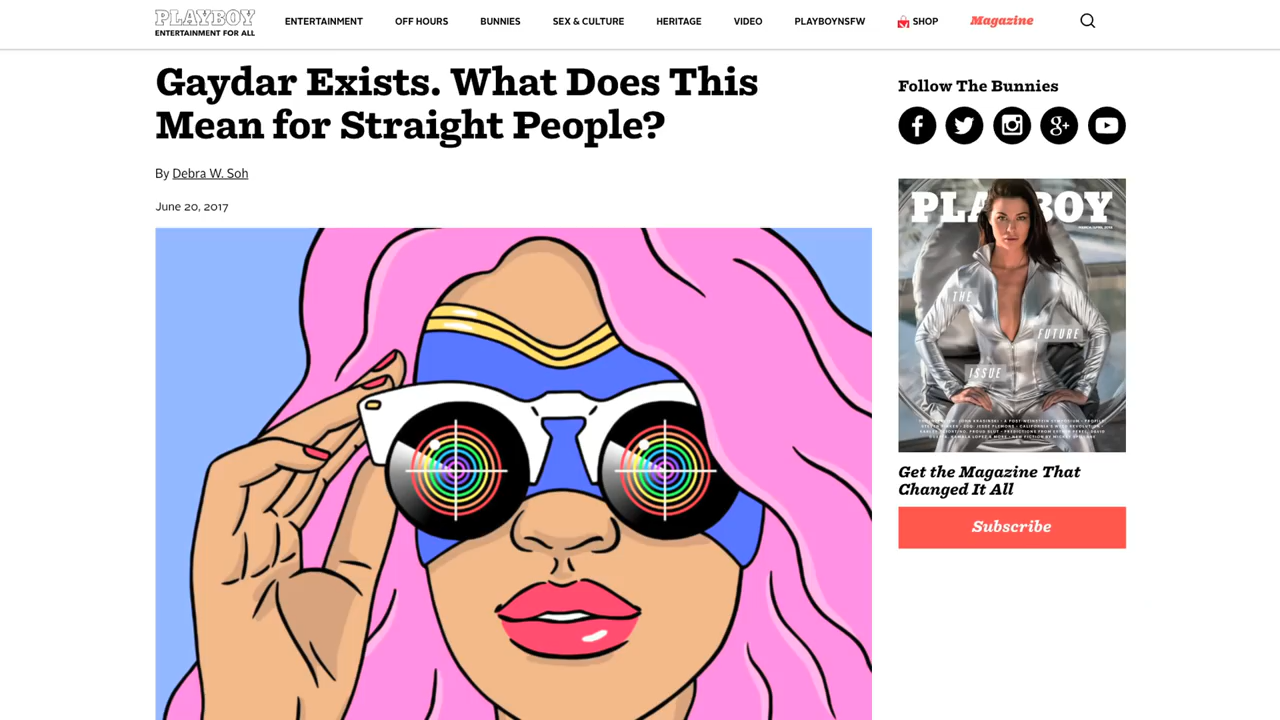 PLAYBOY
ENTERTAINMENT FOR ALL
ENTERTAINMENT
OFF HOURS
BUNNIES
SEX & CULTURE
HERITAGE
VIDEO
PLAYBOYNSFW
SHOP
Magazine
Gaydar Exists. What Does This
Mean for Straight People?
By Debra W. Soh
June 20, 2017
Follow The Bunnies
f
g+
PLAYBOY
THE
FUTURE
ISSUE
Get the Magazine That
Changed It All
Subscribe